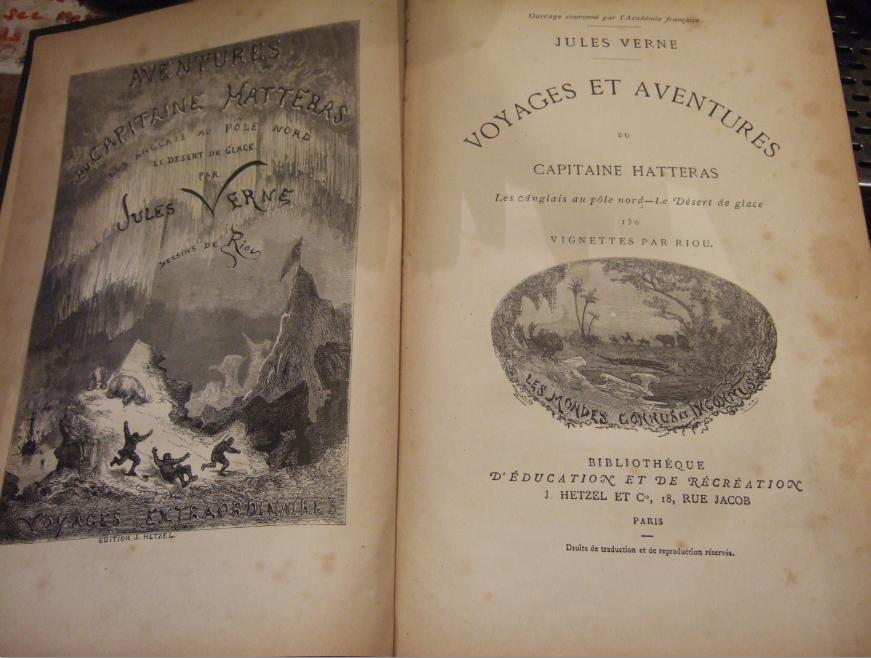 AVENTURES
DU CAPITAINE HATTERAS
LES ANGLAIS AU PÔLE NORD
LE DESERT DE GLACE.
PAR
JULES VERNE
DESSINS DE RIOU
VOYAGES EXTRAORDINAIRES
EDITION J. HETZEL.
Ouvrage couronné par l'Académie française.
JULES VERNE
VOYAGES ET AVENTURES
DU
CAPITAINE HATTERAS
Les Anglais au pôle nord—Le Désert de glace
150
VIGNETTES PAR RIOU.
LES MONDES CONNUS ET INCONNUS
BIBLIOTHÈQUE
D'ÉDUCATION ET DE RÉCRÉATION
J. HETZEL ET Cie, 18, RUE JACOB
PARIS
Droits de traduction et de reproduction réservés.